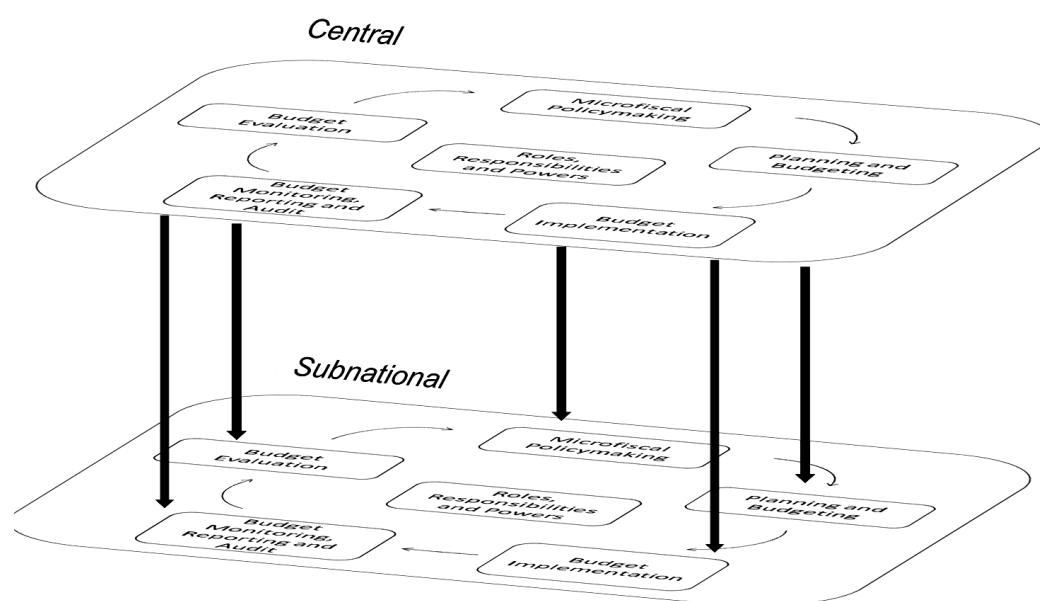 Central
Microfiscal
Policymaking
Budget
Evaluation
Roles,
Responsibilities
and Powers
Planning and
Budgeting
Budget
Monitoring,
Reporting and
Audit
Budget
Implementation
Subnational
Microfiscal
Policymaking
Budget
Evaluation
Roles,
Responsibilities
and Powers
Planning and
Budgeting
Budget
Monitoring,
Reporting and
Audit
Budget
Implementation